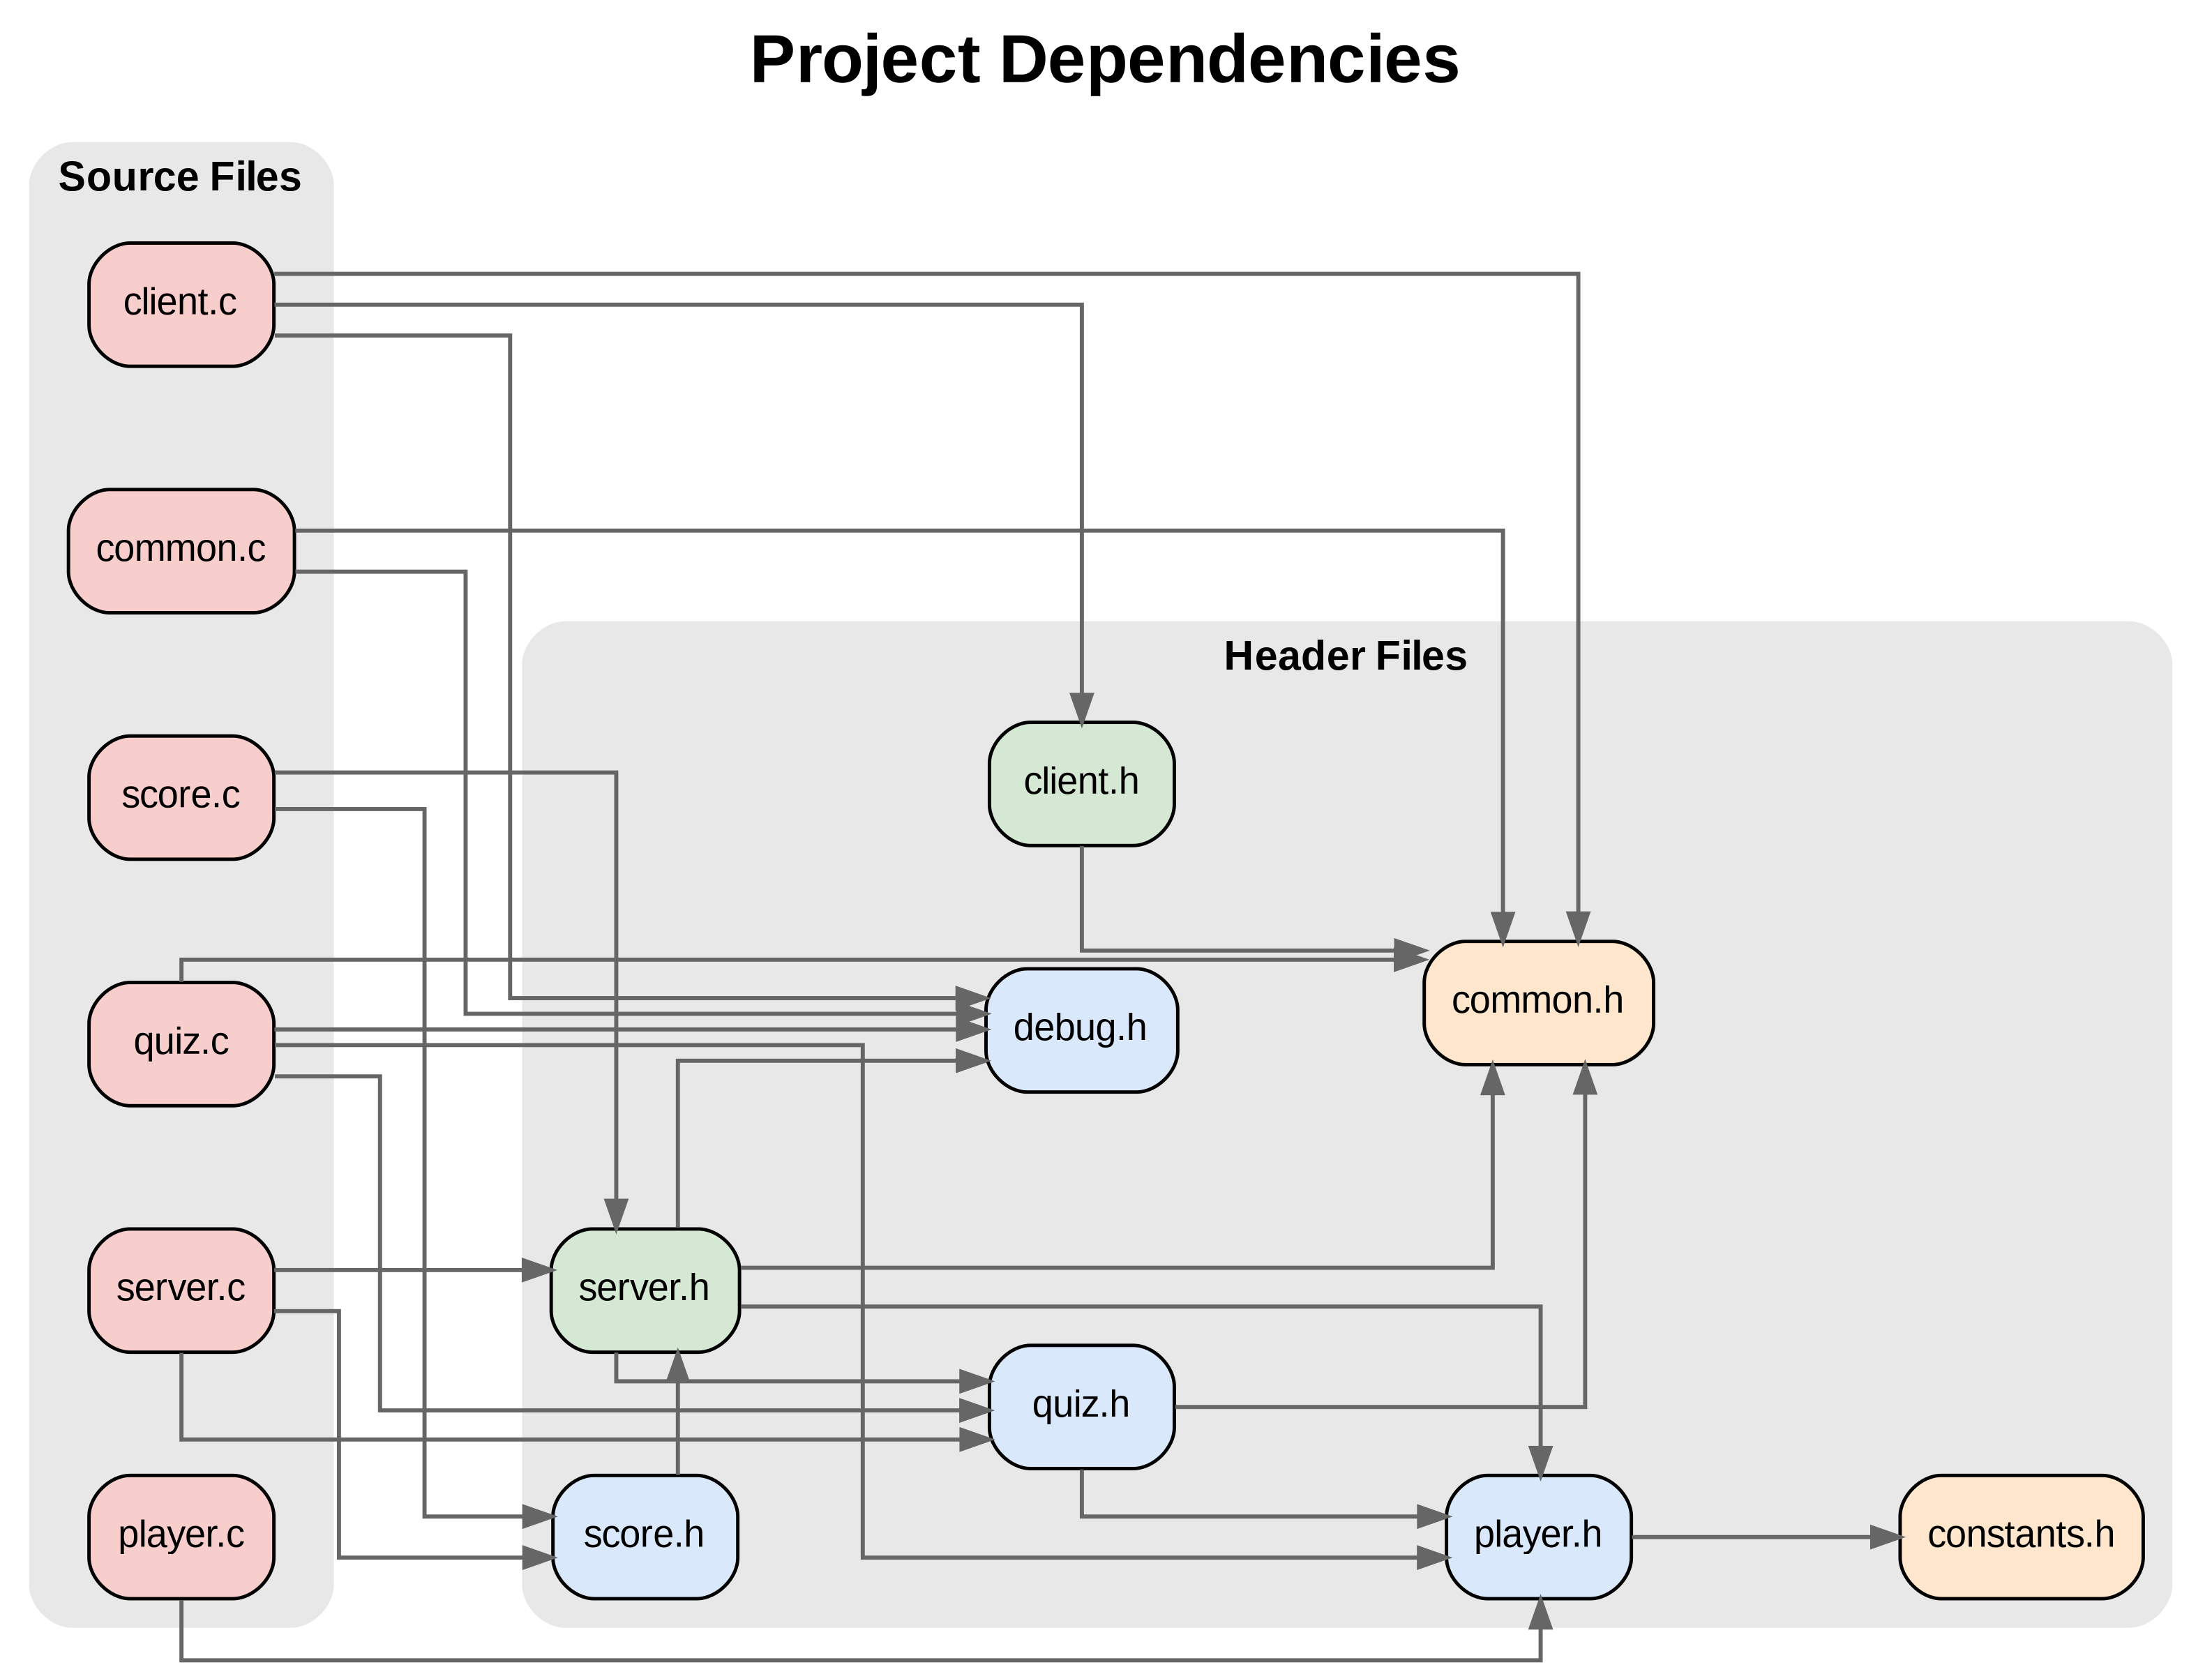 Project Dependencies
Source Files
client.c
common.c
score.c
quiz.c
server.c
player.c
Header Files
client.h
debug.h
common.h
server.h
quiz.h
score.h
player.h
constants.h